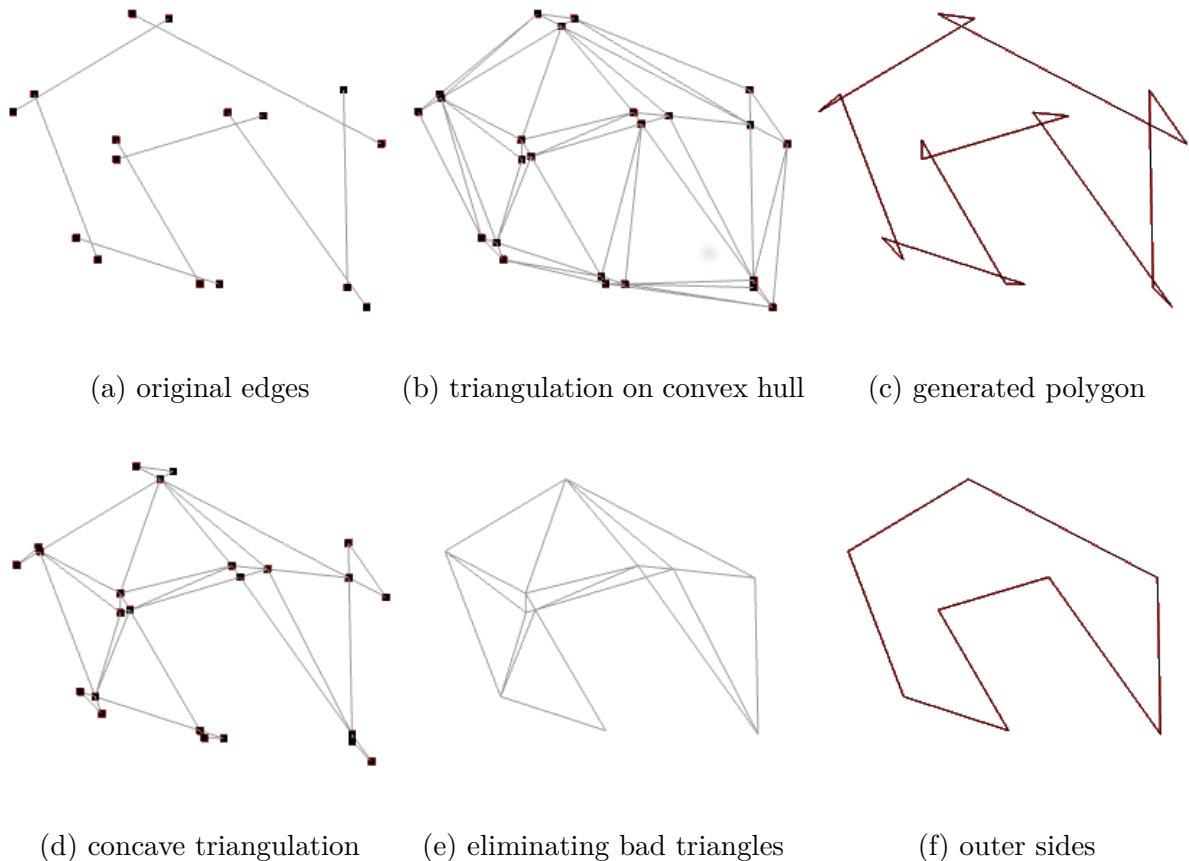 (a) original edges
(b) triangulation on convex hull
(c) generated polygon
(d) concave triangulation
(e) eliminating bad triangles
(f) outer sides